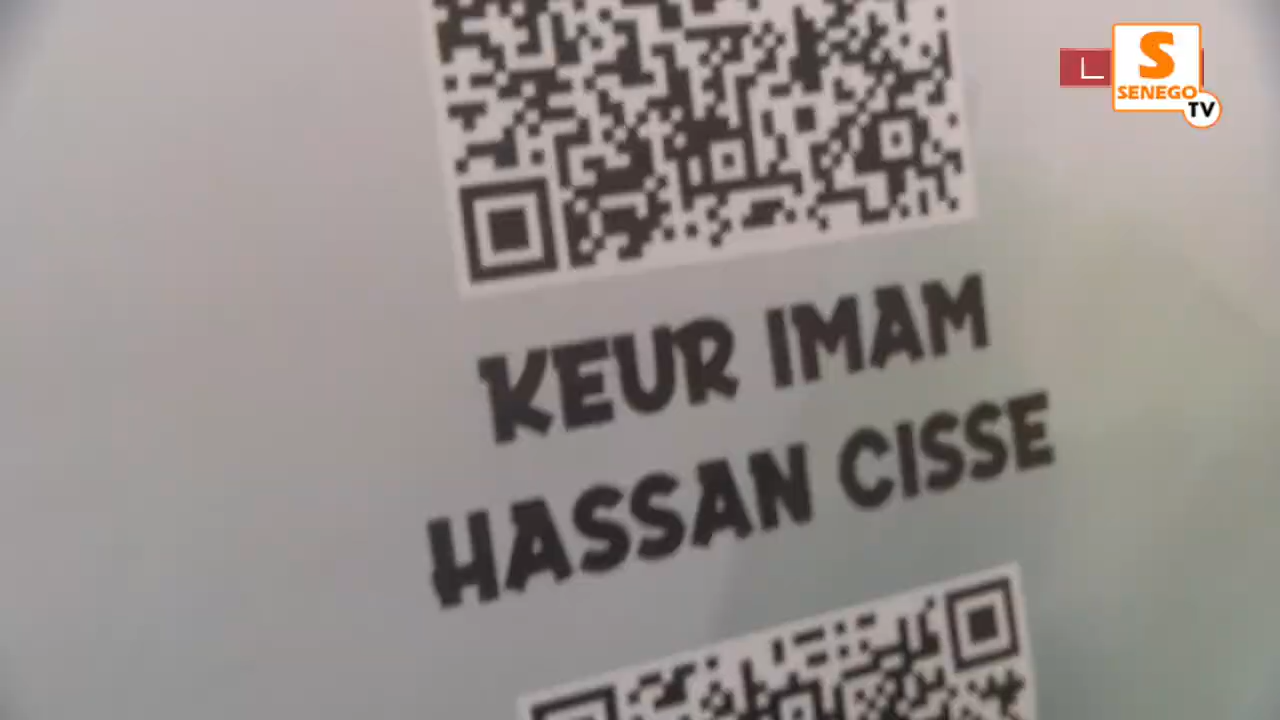 S
SENEGO
TV
KEUR IMAM
HASSAN CISSE